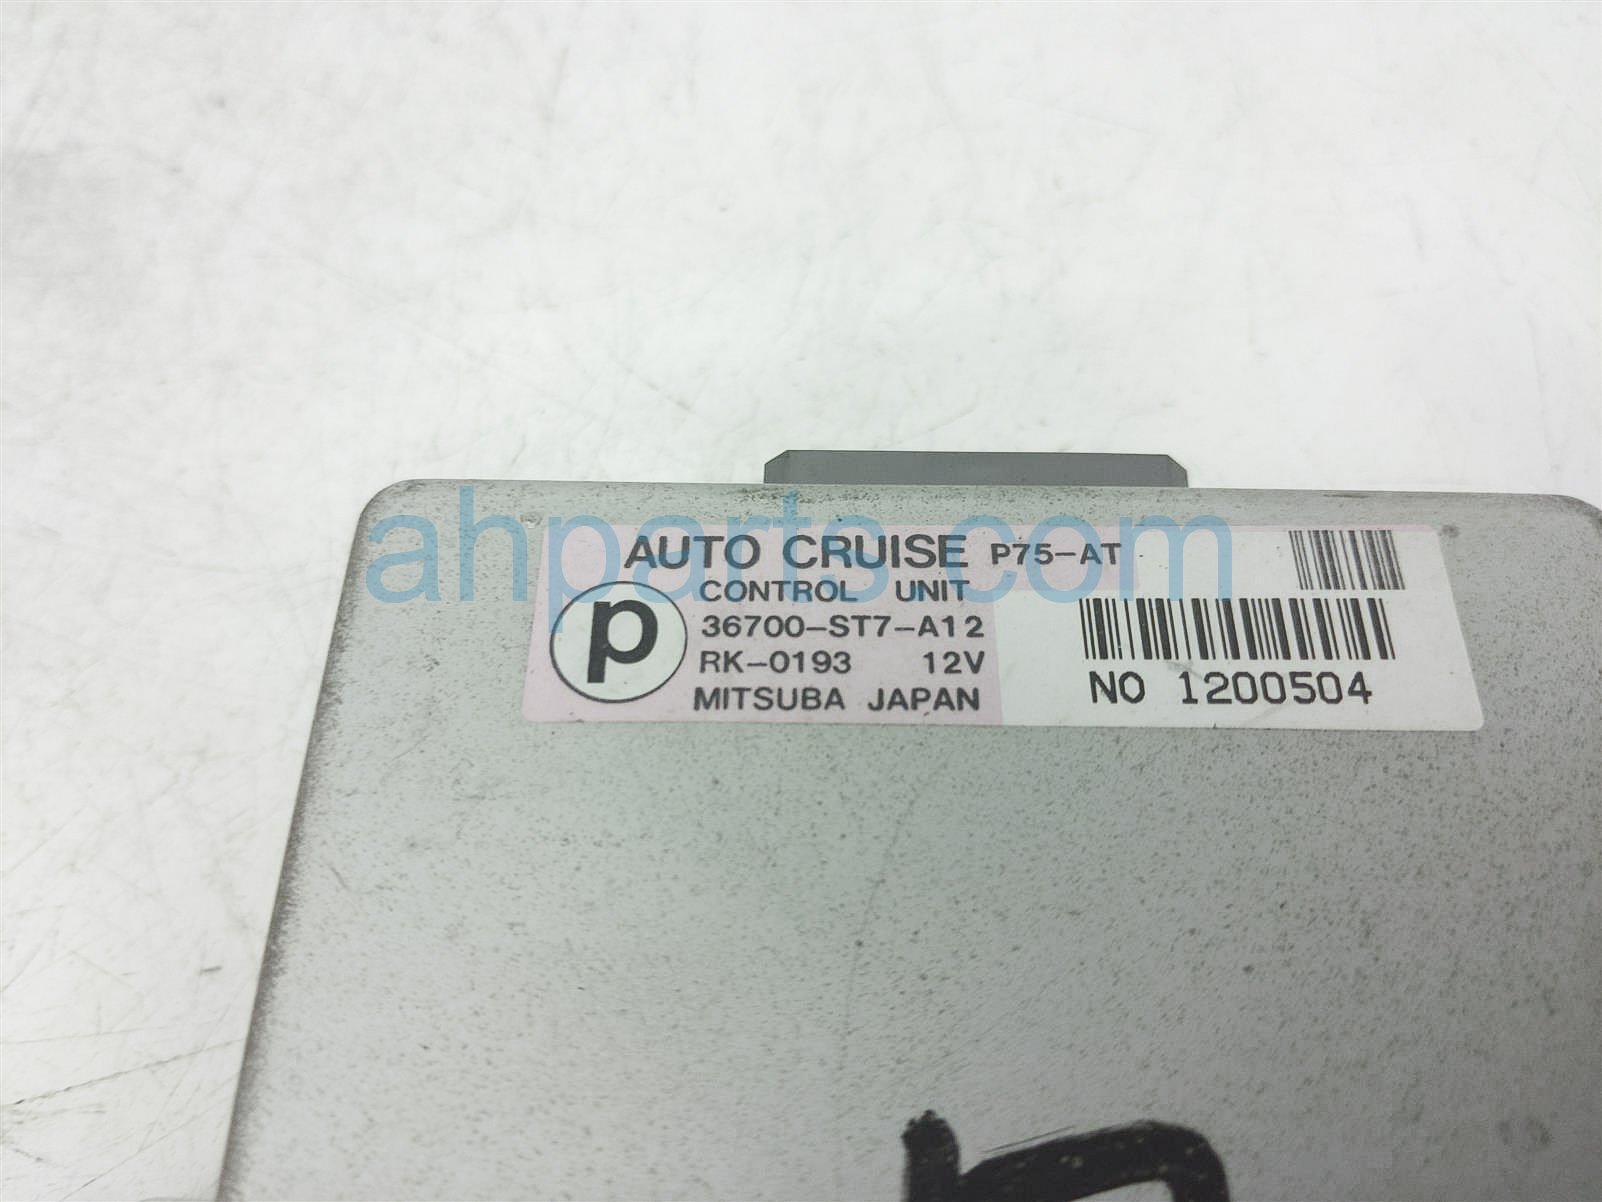 AUTO CRUISE P75-AT
CONTROL UNIT
p
36700-ST7-A12
RK-0193 12V
MITSUBA JAPAN
NO 1200504
ahparts.com